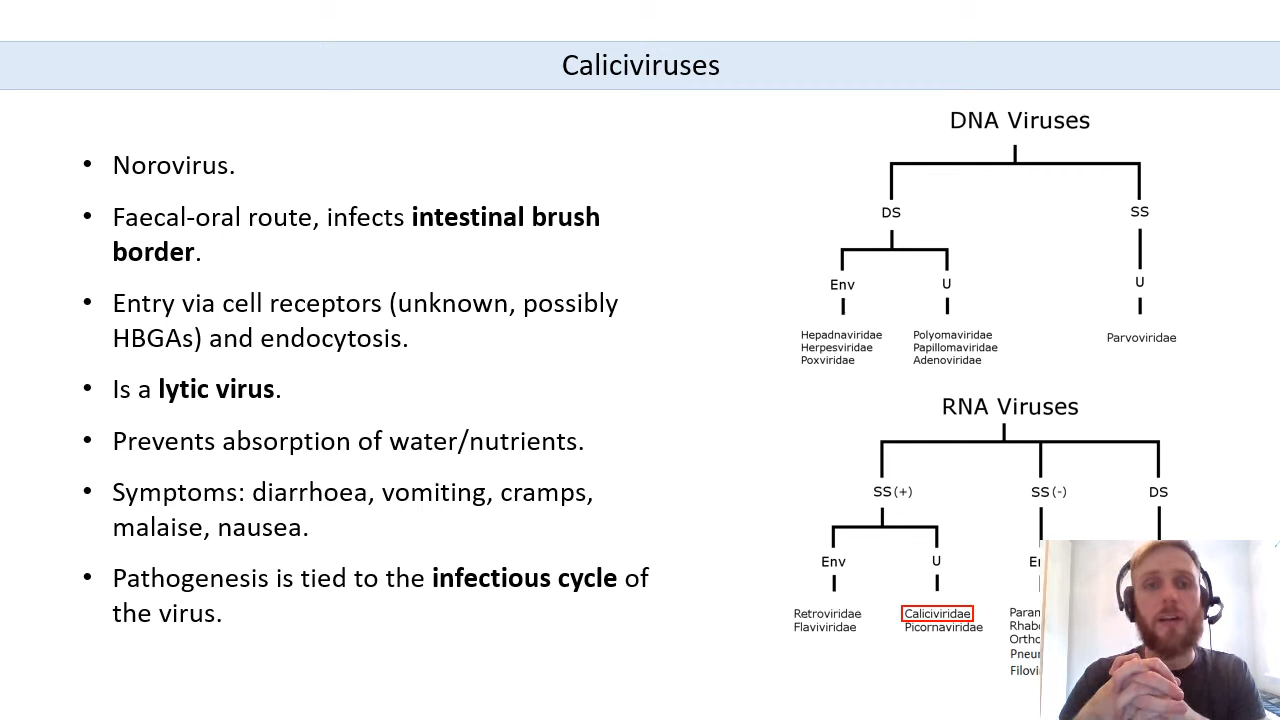 Caliciviruses
• Norovirus.
• Faecal-oral route, infects intestinal brush
border.
• Entry via cell receptors (unknown, possibly
HBGAs) and endocytosis.
• Is a lytic virus.
• Prevents absorption of water/nutrients.
• Symptoms: diarrhoea, vomiting, cramps,
malaise, nausea.
• Pathogenesis is tied to the infectious cycle of
the virus.
DNA Viruses
DS SS
Env U U
Hepadnaviridae Polyomaviridae Parvoviridae
Herpesviridae Papillomaviridae
Poxviridae Adenoviridae
RNA Viruses
SS(+) SS(-) DS
Env U
Retroviridae Caliciviridae
Flaviviridae Picornaviridae